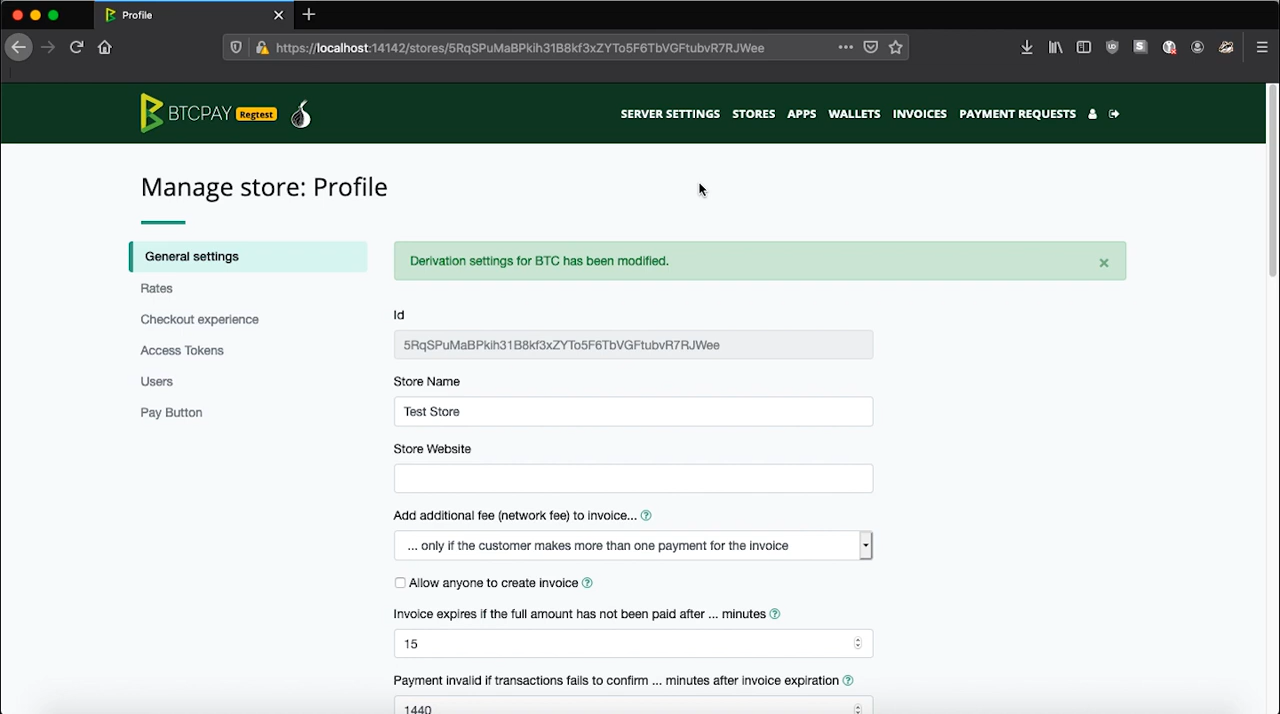 Profile
https://localhost:14142/stores/5RqSPuMaBPkih31B8kf3xZYTo5F6TbVGFtubvR7RJWee
BTCPAY Regtest
SERVER SETTINGS STORES APPS WALLETS INVOICES PAYMENT REQUESTS
Manage store: Profile
General settings
Rates
Checkout experience
Access Tokens
Users
Pay Button
Derivation settings for BTC has been modified.
Id
5RqSPuMaBPkih31B8kf3xZYTo5F6TbVGFtubvR7RJWee
Store Name
Test Store
Store Website
Add additional fee (network fee) to invoice...
... only if the customer makes more than one payment for the invoice
Allow anyone to create invoice
Invoice expires if the full amount has not been paid after ... minutes
15
Payment invalid if transactions fails to confirm ... minutes after invoice expiration
1440